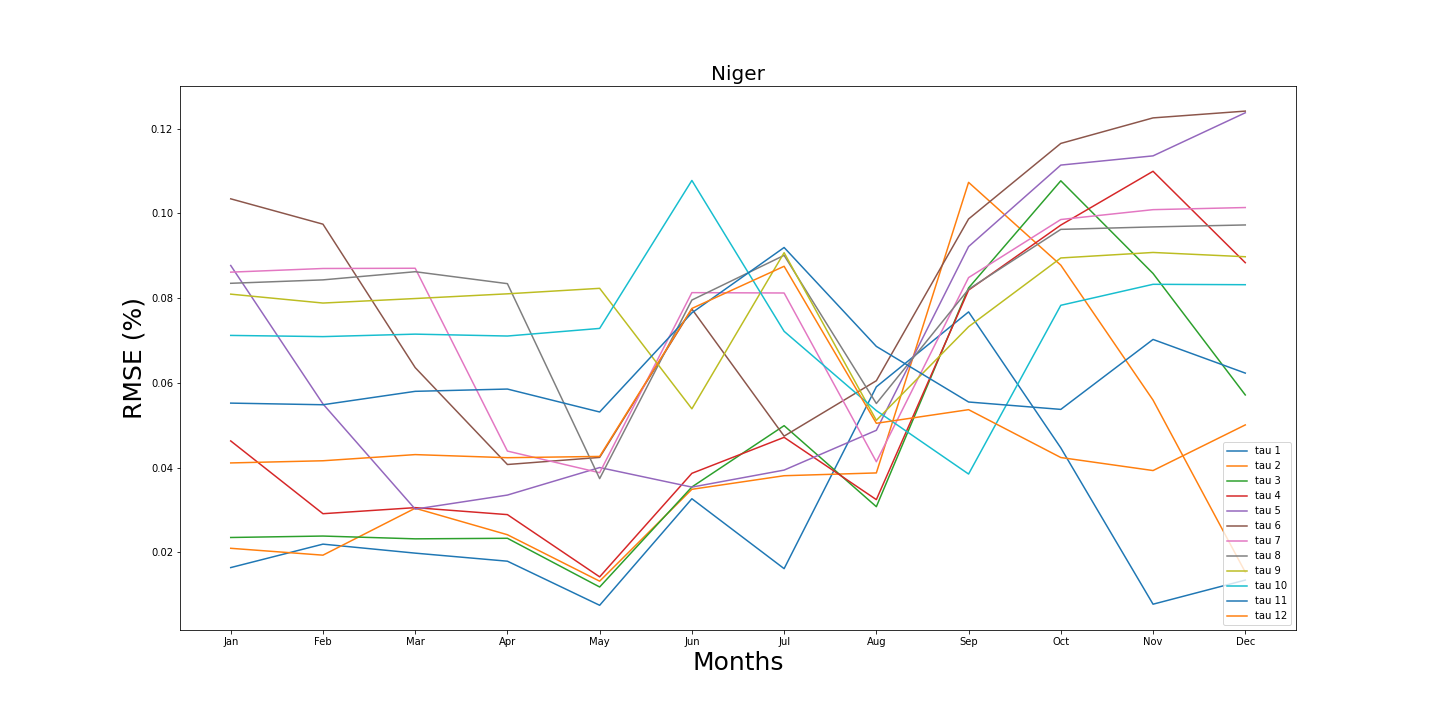 Niger
RMSE (%)
0.12
0.10
0.08
0.06
0.04
0.02
Jan Feb Mar Apr May Jun Jul Aug Sep Oct Nov Dec
Months
tau 1
tau 2
tau 3
tau 4
tau 5
tau 6
tau 7
tau 8
tau 9
tau 10
tau 11
tau 12